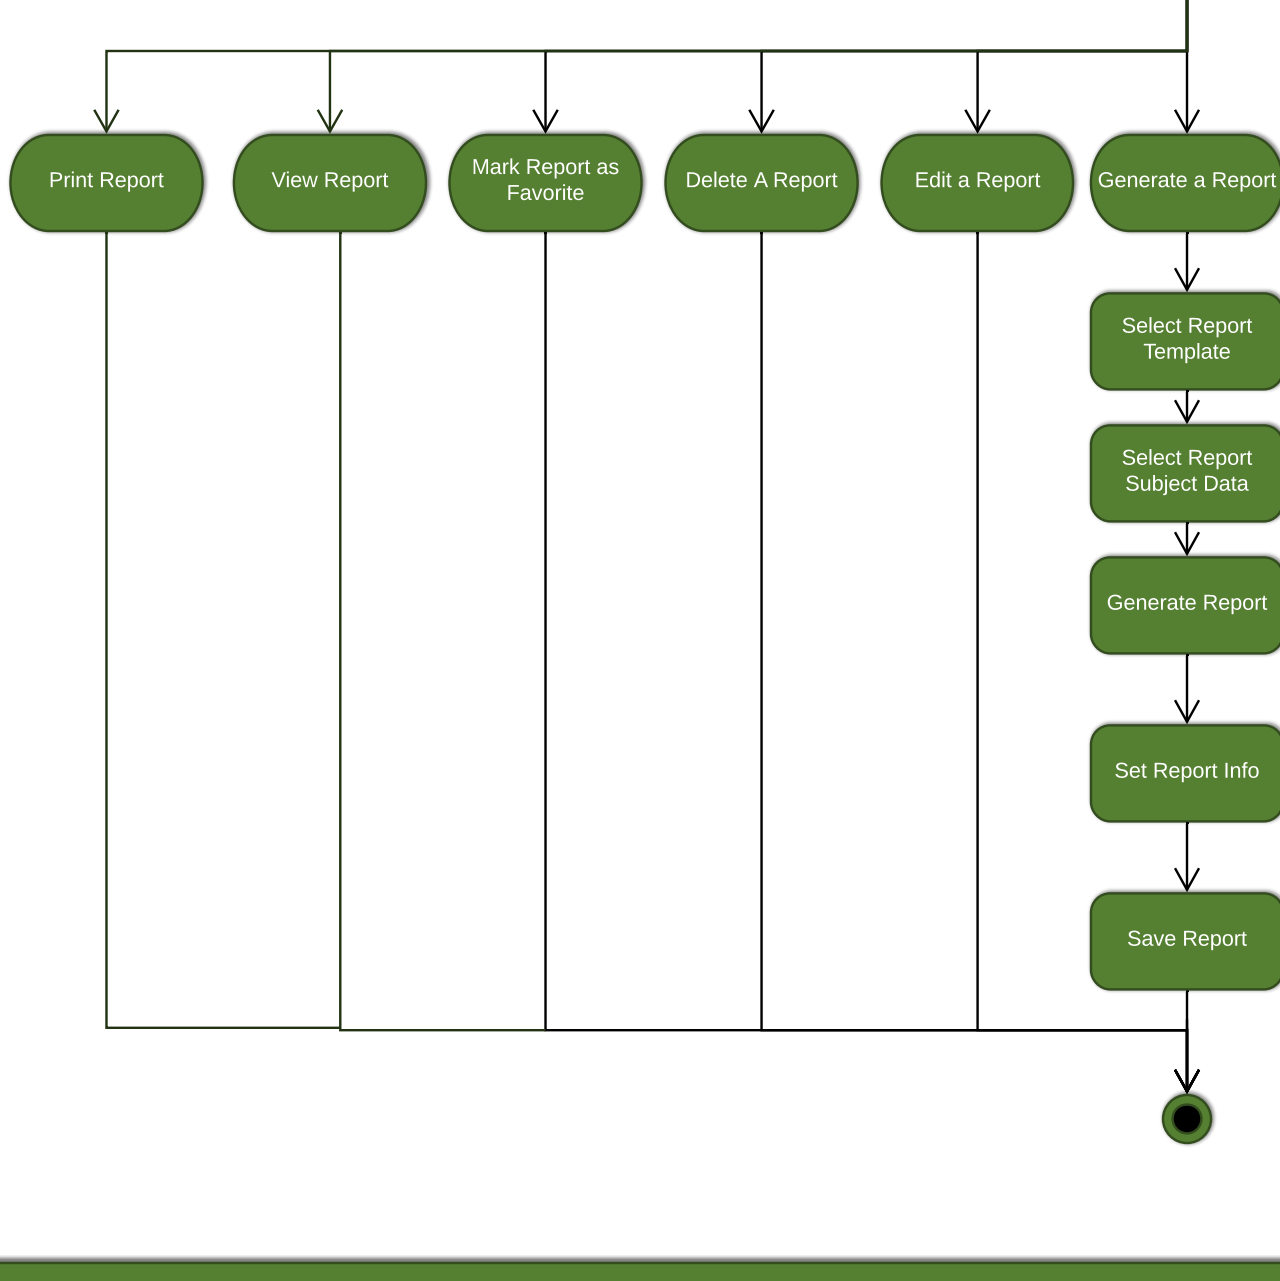 Print Report
View Report
Mark Report as
Favorite
Delete A Report
Edit a Report
Generate a Report
Select Report
Template
Select Report
Subject Data
Generate Report
Set Report Info
Save Report